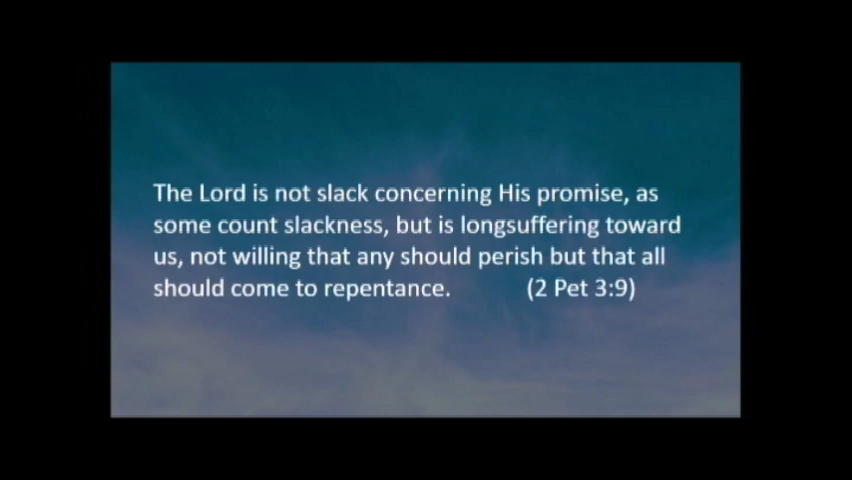 The Lord is not slack concerning His promise, as
some count slackness, but is longsuffering toward
us, not willing that any should perish but that all
should come to repentance. (2 Pet 3:9)